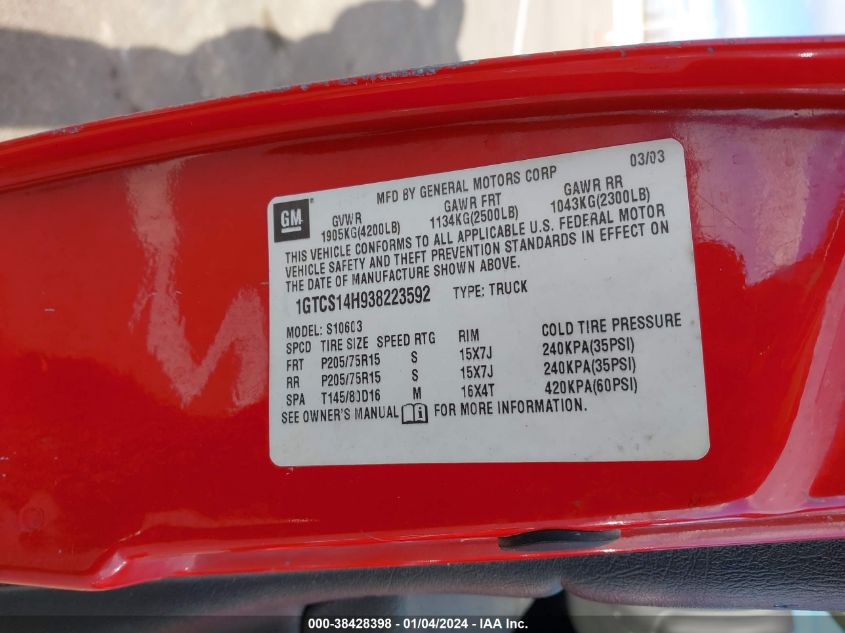 GM
MFD BY GENERAL MOTORS CORP 03/03
GVWR GAWR FRT GAWR RR
1905KG(4200LB) 1134KG(2500LB) 1043KG(2300LB)
THIS VEHICLE CONFORMS TO ALL APPLICABLE U.S. FEDERAL MOTOR
VEHICLE SAFETY AND THEFT PREVENTION STANDARDS IN EFFECT ON
THE DATE OF MANUFACTURE SHOWN ABOVE.
1GTCS14H938223592 TYPE: TRUCK
MODEL: S10603
SPCD TIRE SIZE SPEED RTG RIM COLD TIRE PRESSURE
FRT P205/75R15 S 15X7J 240KPA(35PSI)
RR P205/75R15 S 15X7J 240KPA(35PSI)
SPA T145/80D16 M 16X4T 420KPA(60PSI)
SEE OWNER'S MANUAL FOR MORE INFORMATION.
000-38428398 - 01/04/2024 - IAAI.com.